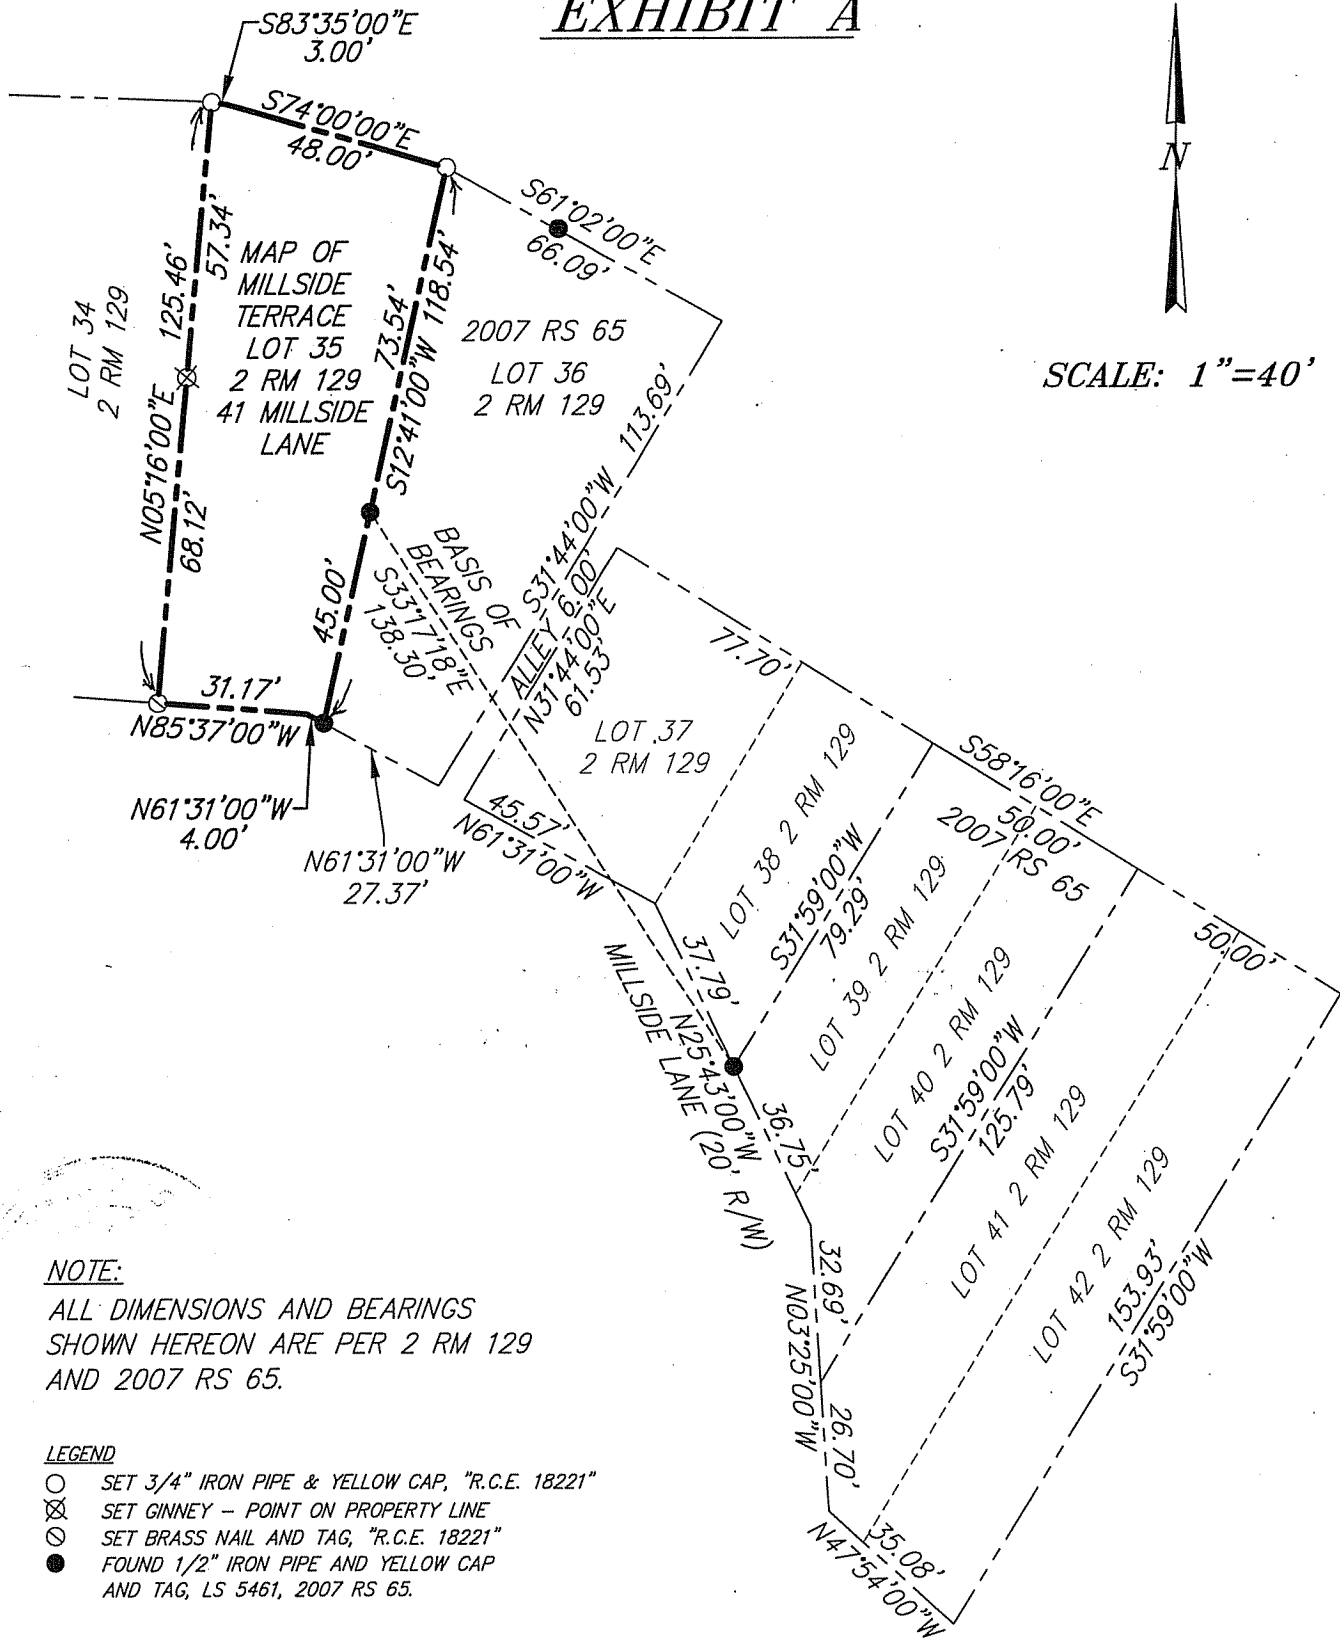 EXHIBIT A
S83°35'00"E
3.00'
S74°00'00"E
48.00'
S61°02'00"E
66.09'
N
SCALE: 1"=40'
LOT 34
2 RM 129
N05°16'00"E 125.46'
57.34'
68.12'
MAP OF
MILLSIDE
TERRACE
LOT 35
2 RM 129
41 MILLSIDE
LANE
73.54'
S12°41'00"W 118.54'
45.00'
2007 RS 65
LOT 36
2 RM 129
S31°44'00"W 113.69'
ALLEY 6.00'
N31°44'00"E
61.53'
BASIS OF
BEARINGS
S33°17'18"E
138.30'
31.17'
N85°37'00"W
N61°31'00"W
4.00'
N61°31'00"W
27.37'
77.70'
LOT 37
2 RM 129
45.57'
N61°31'00"W
S58°16'00"E
50.00'
2007 RS 65
50.00'
LOT 38 2 RM 129
S31°59'00"W
79.29'
LOT 39 2 RM 129
LOT 40 2 RM 129
S31°59'00"W
125.79'
LOT 41 2 RM 129
LOT 42 2 RM 129
153.93'
S31°59'00"W
37.79'
N25°43'00"W
36.75'
MILLSIDE LANE (20' R/W)
32.69'
N03°25'00"W
26.70'
35.08'
N47°54'00"W
NOTE:
ALL DIMENSIONS AND BEARINGS
SHOWN HEREON ARE PER 2 RM 129
AND 2007 RS 65.
LEGEND
SET 3/4" IRON PIPE & YELLOW CAP, "R.C.E. 18221"
SET GINNEY - POINT ON PROPERTY LINE
SET BRASS NAIL AND TAG, "R.C.E. 18221"
FOUND 1/2" IRON PIPE AND YELLOW CAP
AND TAG, LS 5461, 2007 RS 65.